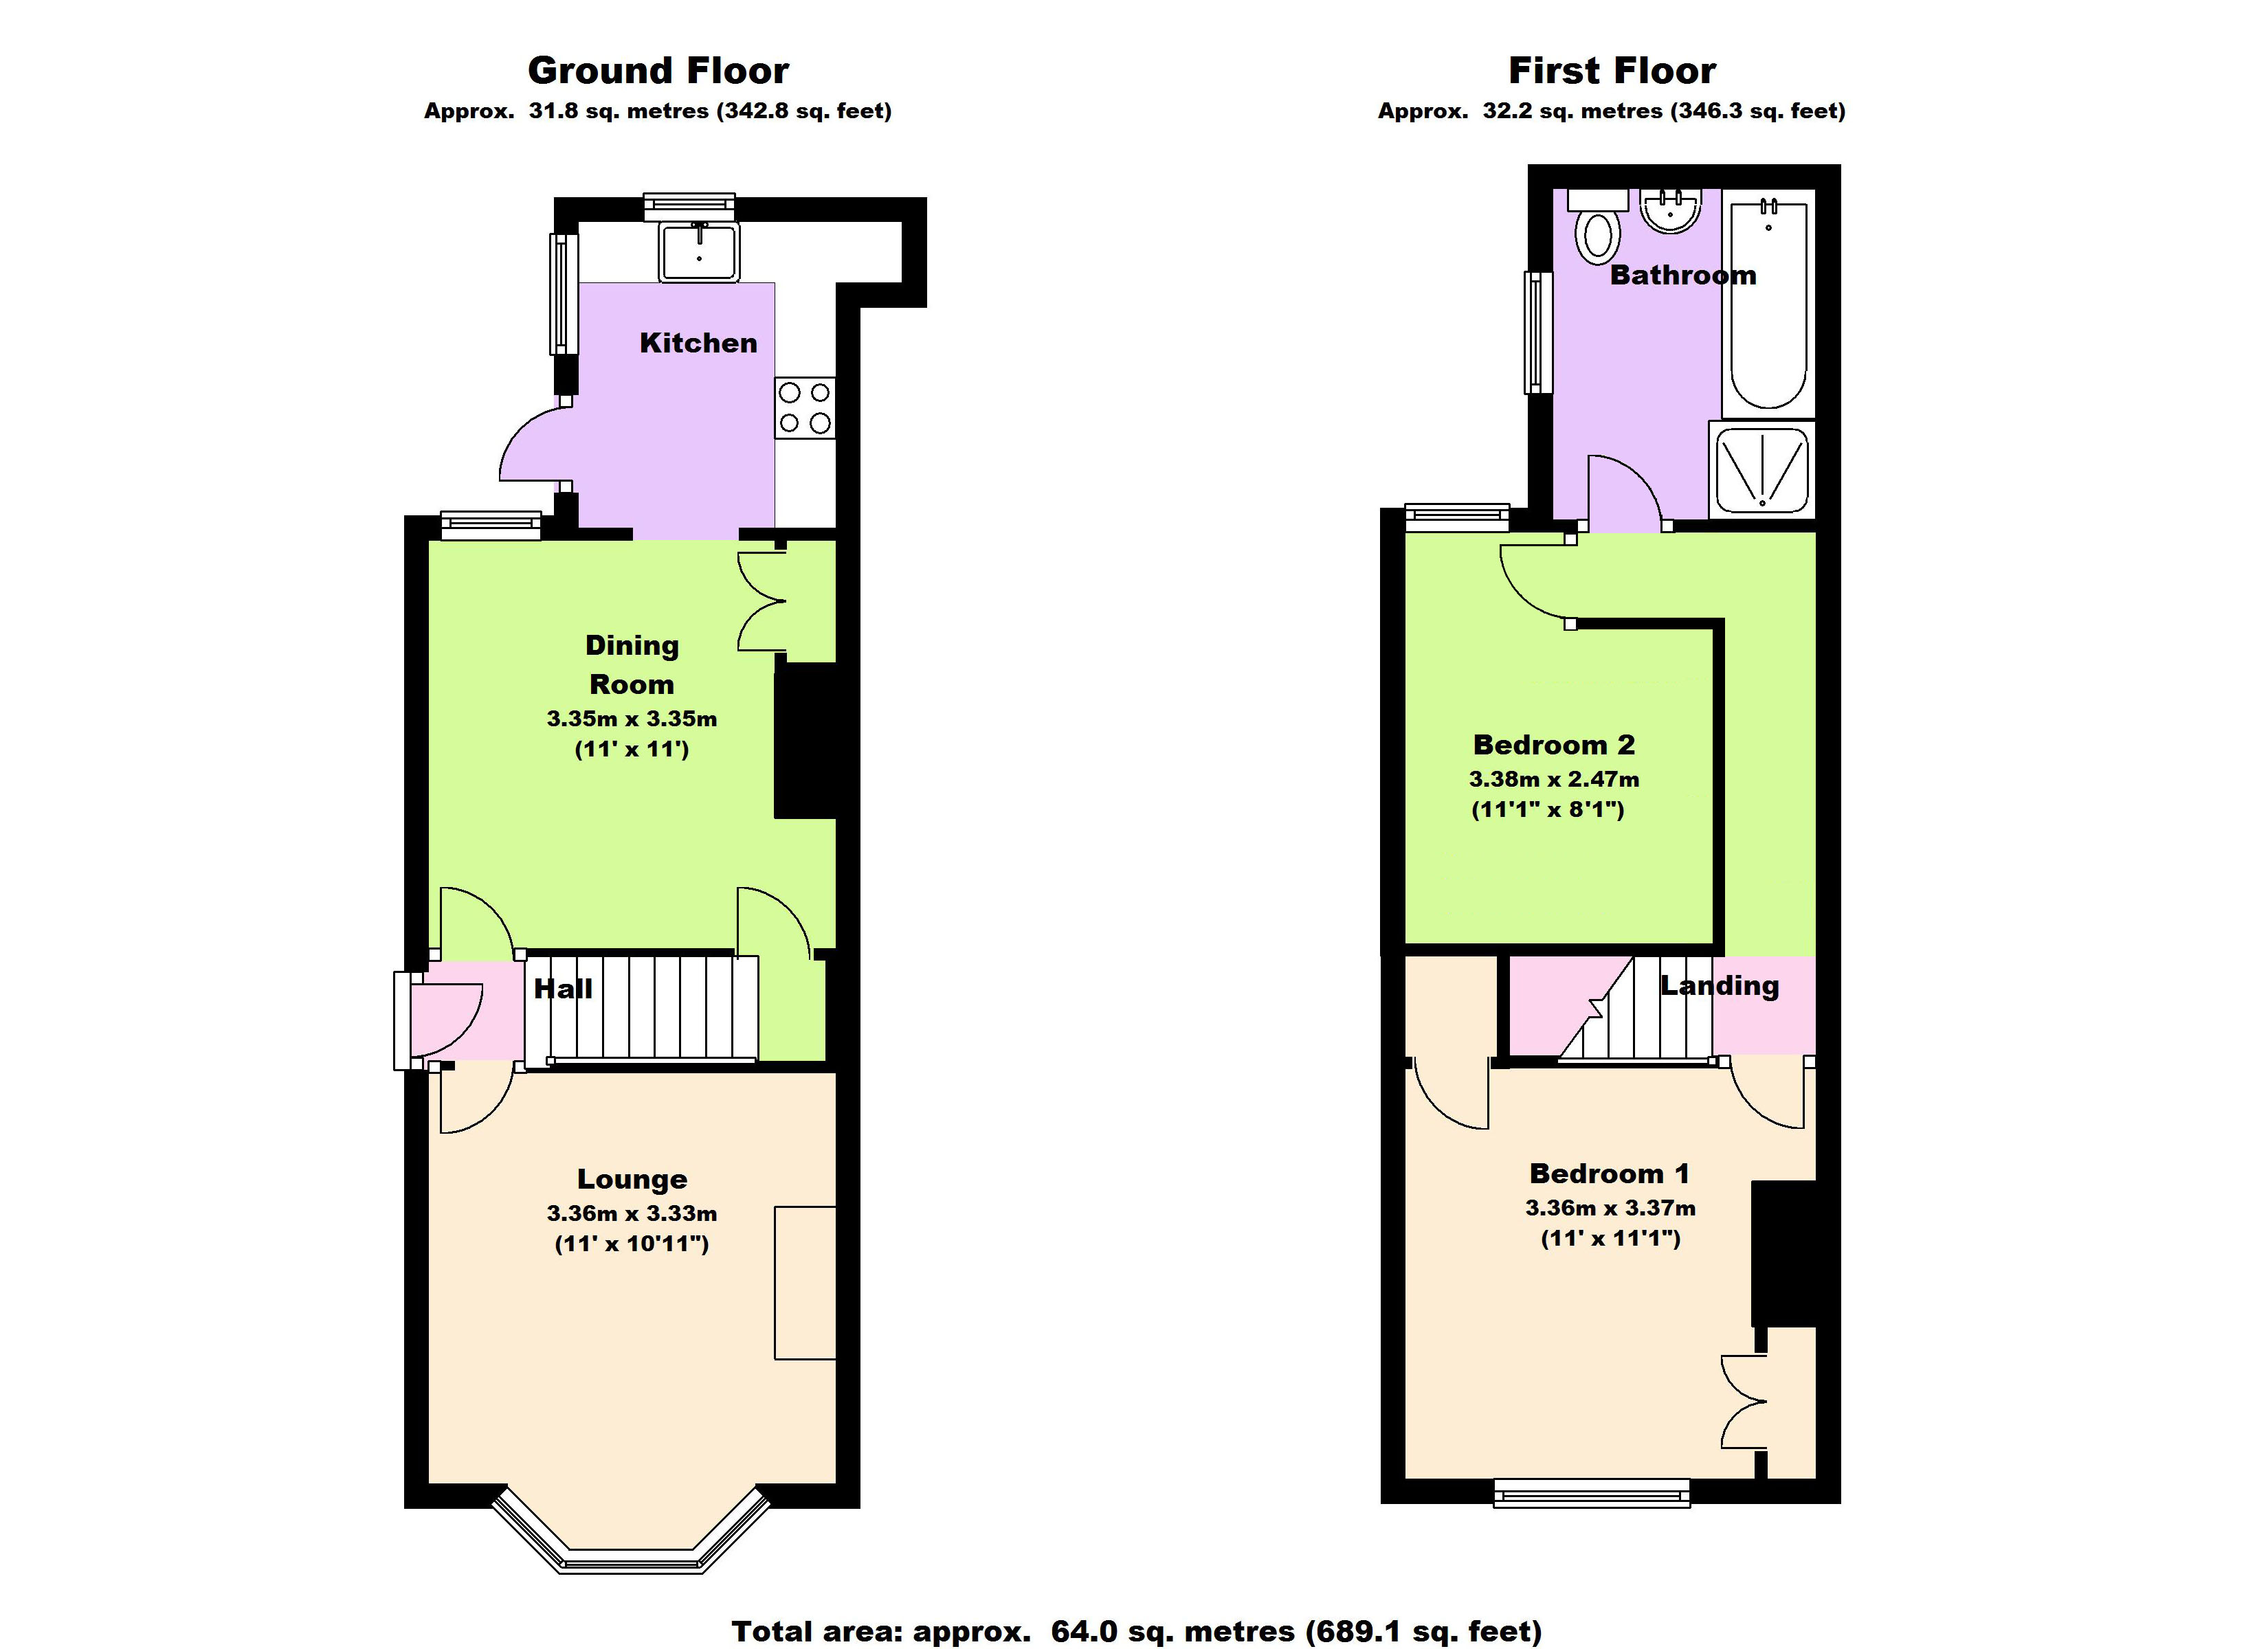 Ground Floor
Approx.  31.8 sq. metres (342.8 sq. feet)
Kitchen
Dining
Room
3.35m x 3.35m
(11' x 11')
Hall
Lounge
3.36m x 3.33m
(11' x 10'11")
First Floor
Approx.  32.2 sq. metres (346.3 sq. feet)
Bathroom
Bedroom 2
3.38m x 2.47m
(11'1" x 8'1")
Landing
Bedroom 1
3.36m x 3.37m
(11' x 11'1")
Total area: approx.  64.0 sq. metres (689.1 sq. feet)